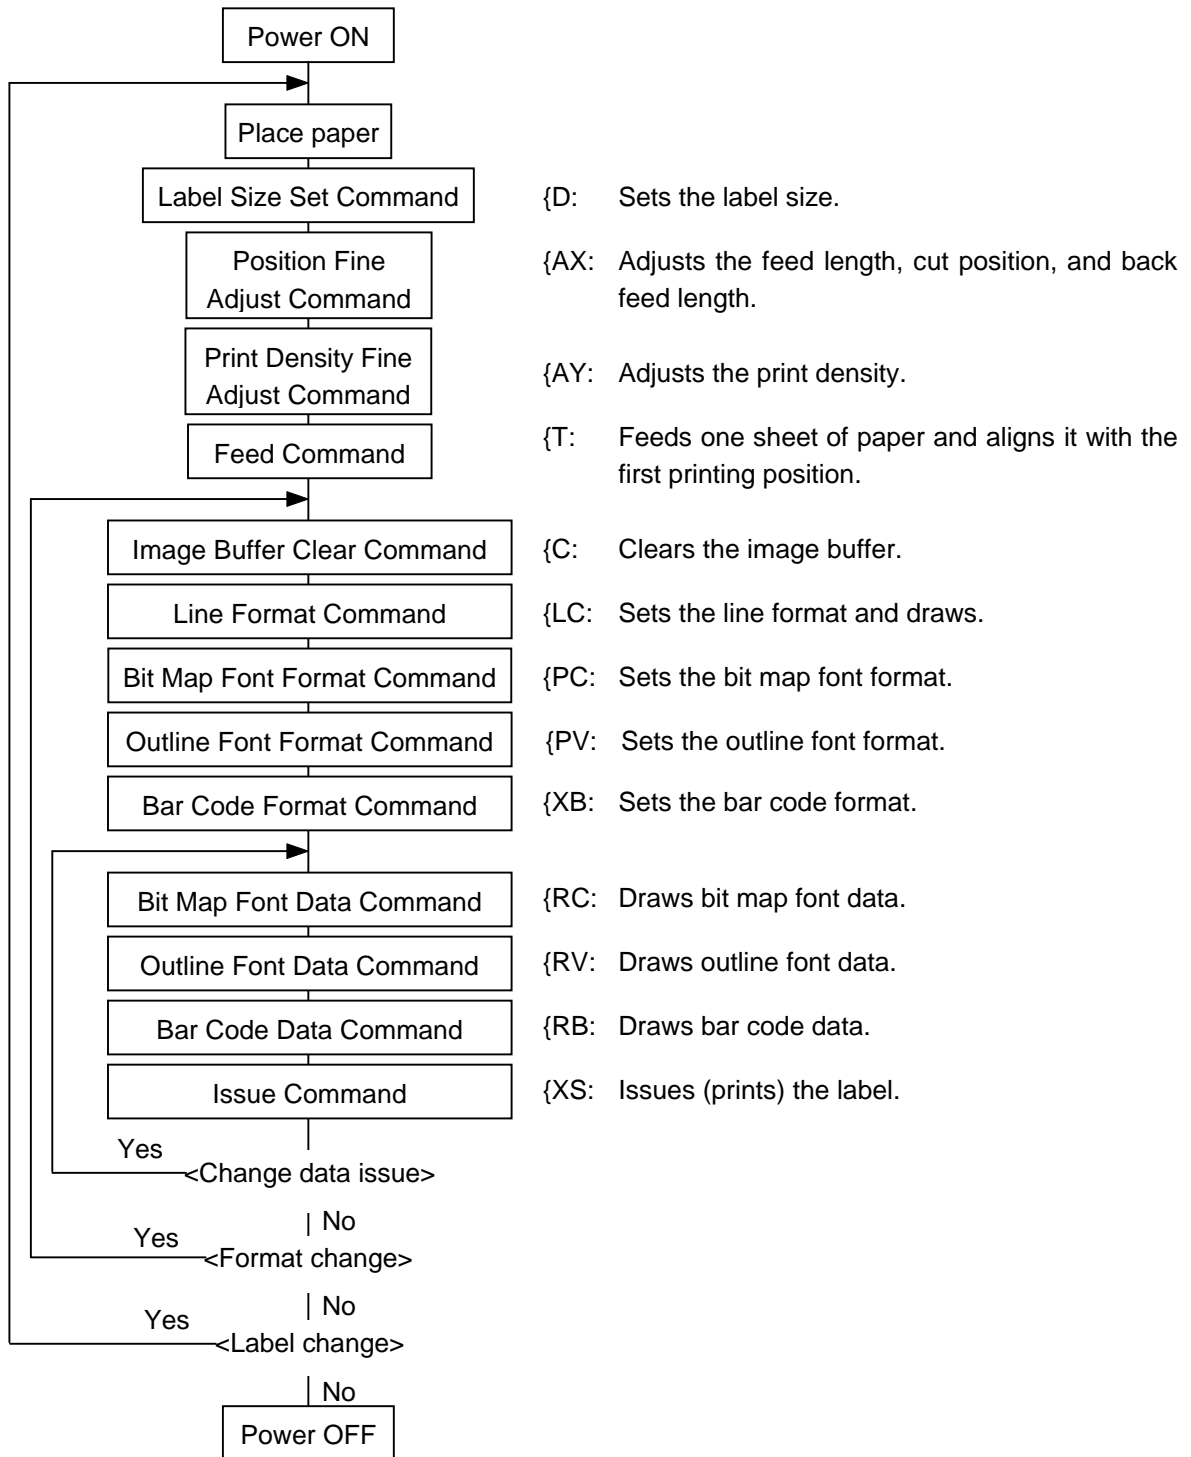 Power ON
Place paper
Label Size Set Command {D: Sets the label size.
Position Fine {AX: Adjusts the feed length, cut position, and back
Adjust Command feed length.
Print Density Fine
Adjust Command {AY: Adjusts the print density.
Feed Command {T: Feeds one sheet of paper and aligns it with the
first printing position.
Image Buffer Clear Command {C: Clears the image buffer.
Line Format Command {LC: Sets the line format and draws.
Bit Map Font Format Command {PC: Sets the bit map font format.
Outline Font Format Command {PV: Sets the outline font format.
Bar Code Format Command {XB: Sets the bar code format.
Bit Map Font Data Command {RC: Draws bit map font data.
Outline Font Data Command {RV: Draws outline font data.
Bar Code Data Command {RB: Draws bar code data.
Issue Command {XS: Issues (prints) the label.
Yes
<Change data issue>
No
Yes
<Format change>
No
Yes
<Label change>
No
Power OFF